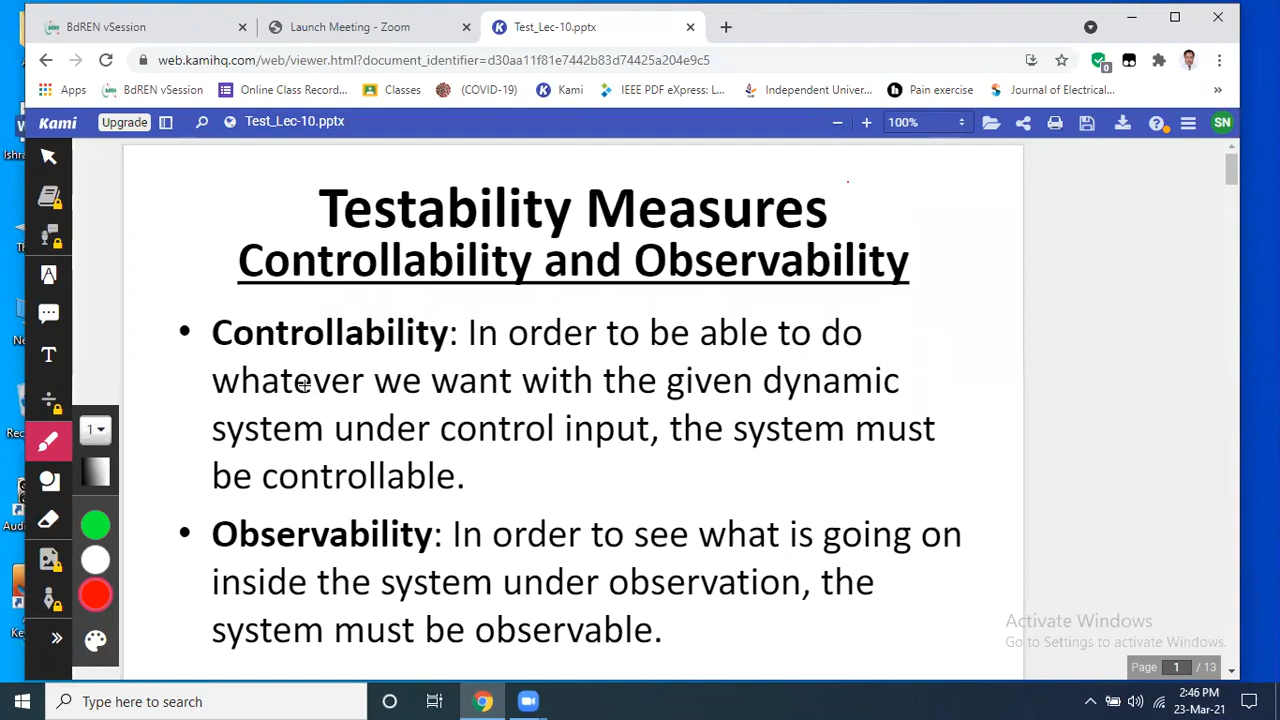 BdREN vSession
Launch Meeting - Zoom
Test_Lec-10.pptx
web.kamihq.com/web/viewer.html?document_identifier=d30aa11f81e7442b83d74425a204e9c5
Apps
BdREN vSession
Online Class Record...
Classes
(COVID-19)
Kami
IEEE PDF eXpress: L...
Independent Univer...
Pain exercise
Journal of Electrical...
»
Kami
Upgrade
Test_Lec-10.pptx
100%
SN
Testability Measures
Controllability and Observability
• Controllability: In order to be able to do
whatever we want with the given dynamic
system under control input, the system must
be controllable.
• Observability: In order to see what is going on
inside the system under observation, the
system must be observable.
1
Activate Windows
Go to Settings to activate Windows.
Page 1 / 13
Ishra
Type here to search
2:46 PM
23-Mar-21